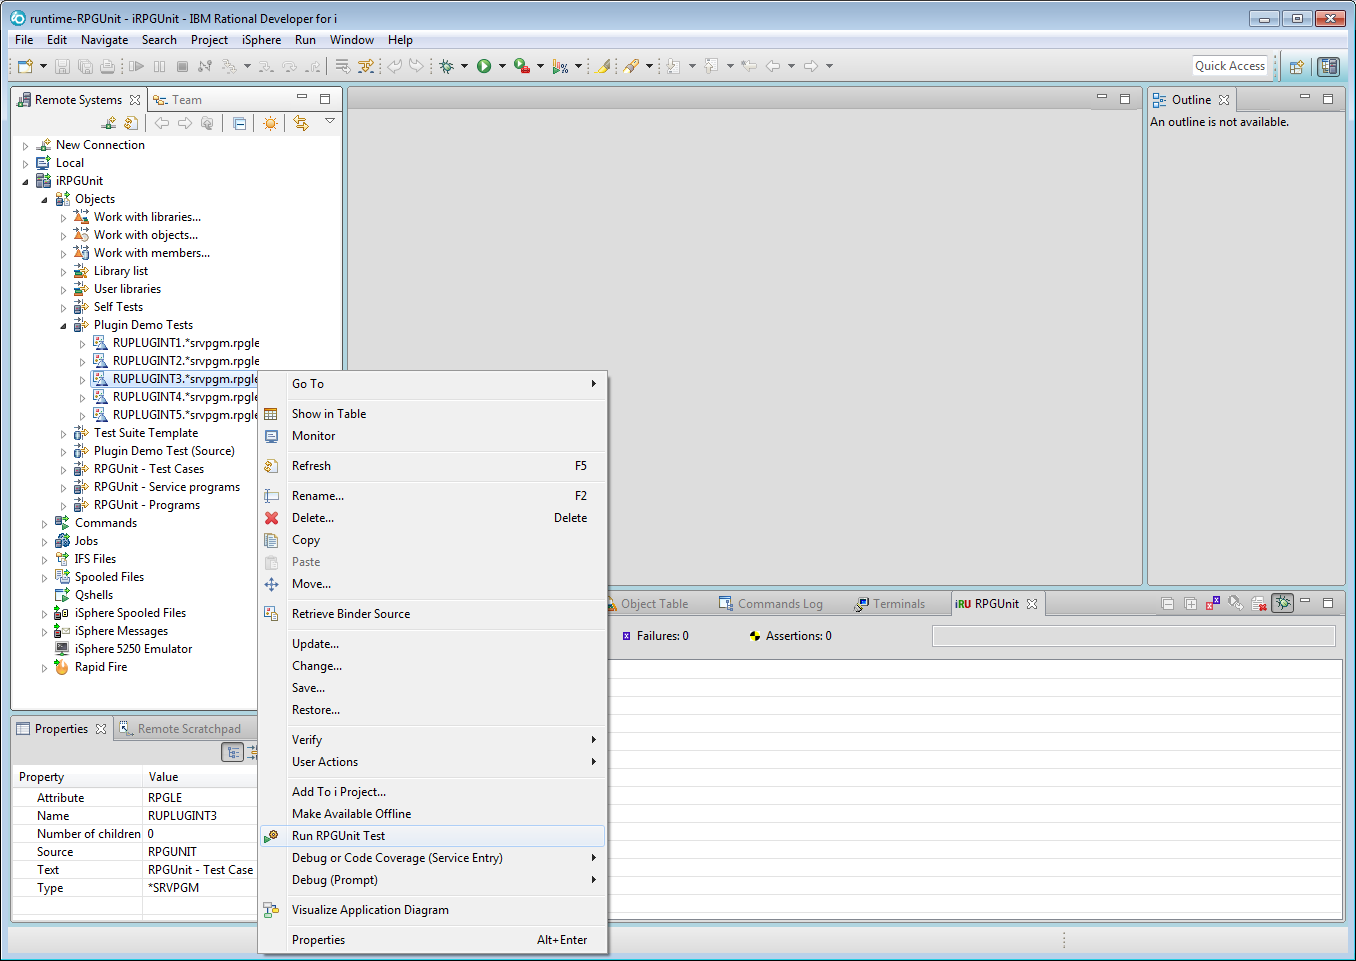 runtime-RPGUnit - iRPGUnit - IBM Rational Developer for i
File Edit Navigate Search Project iSphere Run Window Help
Quick Access
Remote Systems
Team
New Connection
Local
iRPGUnit
Objects
Work with libraries...
Work with objects...
Work with members...
Library list
User libraries
Self Tests
Plugin Demo Tests
RUPLUGINT1.*srvpgm.rpgle
RUPLUGINT2.*srvpgm.rpgle
RUPLUGINT3.*srvpgm.rpgle
RUPLUGINT4.*srvpgm.rpgle
RUPLUGINT5.*srvpgm.rpgle
Test Suite Template
Plugin Demo Test (Source)
RPGUnit - Test Cases
RPGUnit - Service programs
RPGUnit - Programs
Commands
Jobs
IFS Files
Spooled Files
Qshells
iSphere Spooled Files
iSphere Messages
iSphere 5250 Emulator
Rapid Fire
Go To
Show in Table
Monitor
Refresh F5
Rename... F2
Delete... Delete
Copy
Paste
Move...
Retrieve Binder Source
Update...
Change...
Save...
Restore...
Verify
User Actions
Add To i Project...
Make Available Offline
Run RPGUnit Test
Debug or Code Coverage (Service Entry)
Debug (Prompt)
Visualize Application Diagram
Properties Alt+Enter
Outline
An outline is not available.
Object Table
Commands Log
Terminals
iRU RPGUnit
Failures: 0
Assertions: 0
Properties
Remote Scratchpad
Property Value
Attribute RPGLE
Name RUPLUGINT3
Number of children 0
Source RPGUNIT
Text RPGUnit - Test Case
Type *SRVPGM